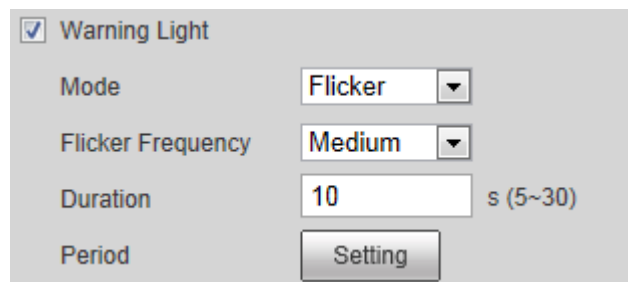 Warning Light
Mode Flicker
Flicker Frequency Medium
Duration 10 s (5~30)
Period Setting